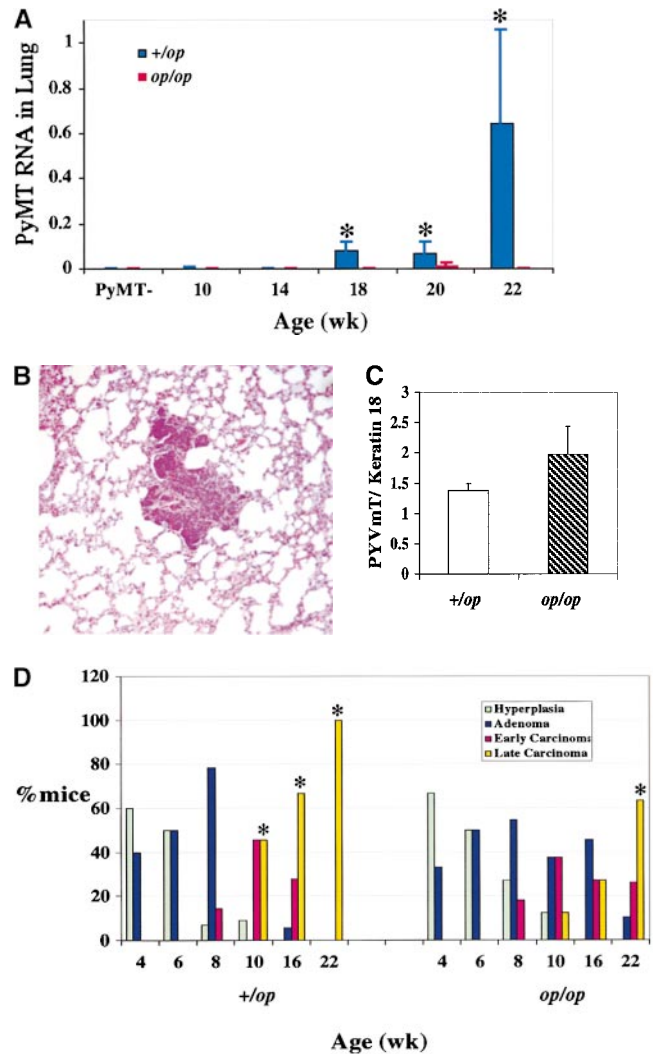 A
PyMT RNA in Lung
1
0.8
0.6
0.4
0.2
0
+/op
op/op
*
*
*
PyMT- 10 14 18 20 22
Age (wk)
B
C
PYVmT/ Keratin 18
3
2.5
2
1.5
1
0.5
0
+/op op/op
D
% mice
120
100
80
60
40
20
0
Hyperplasia
Adenoma
Early Carcinoma
Late Carcinoma
*
*
*
*
4 6 8 10 16 22 4 6 8 10 16 22
+/op op/op
Age (wk)